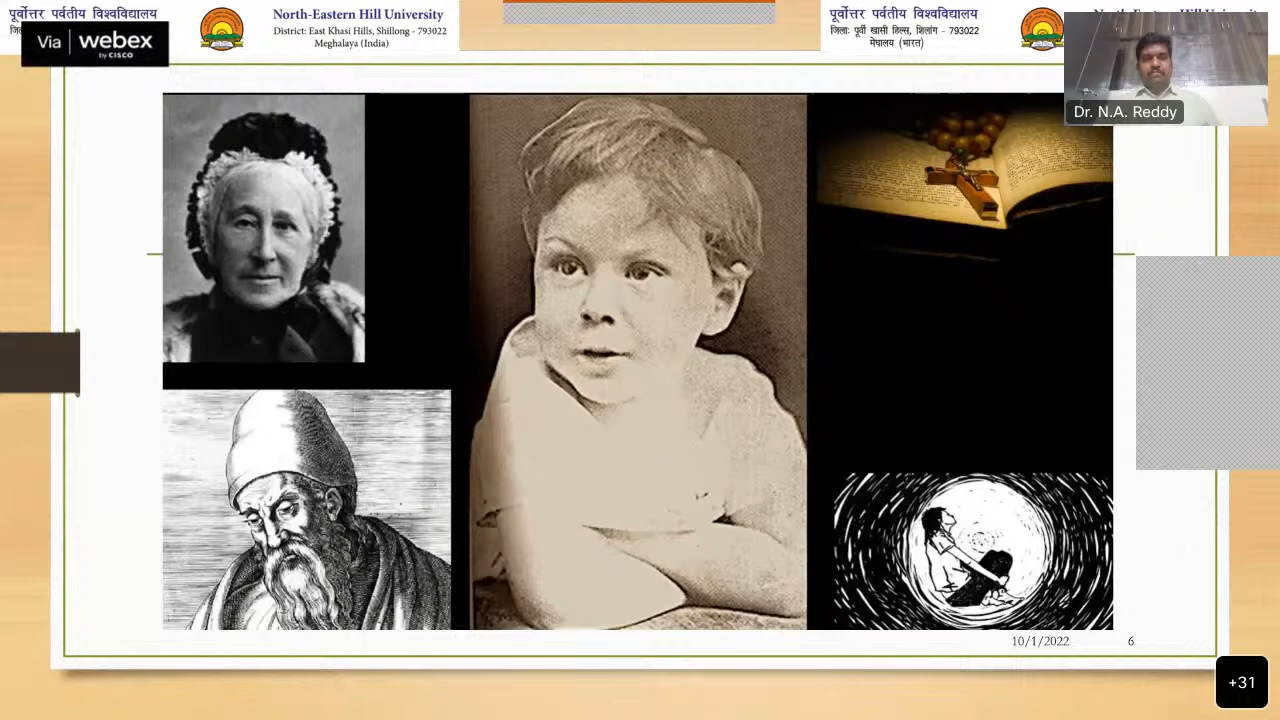 पूर्वोत्तर पर्वतीय विश्वविद्यालय
North-Eastern Hill University
District: East Khasi Hills, Shillong - 793022
Meghalaya (India)
पूर्वोत्तर पर्वतीय विश्वविद्यालय
जिला: पूर्वी खासी हिल्स, शिलांग - 793022
मेघालय (भारत)
Via webex
by CISCO
Dr. N.A. Reddy
10/1/2022
6
+31